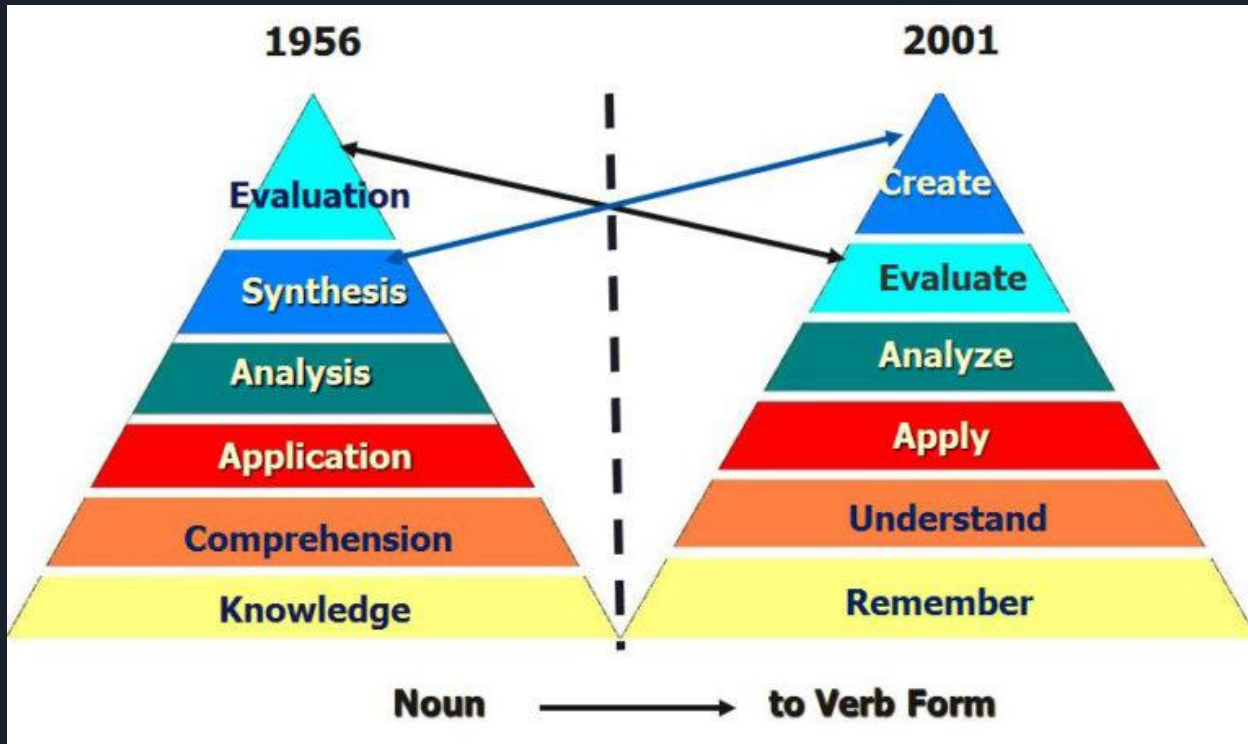 1956
Evaluation
Synthesis
Analysis
Application
Comprehension
Knowledge
2001
Create
Evaluate
Analyze
Apply
Understand
Remember
Noun to Verb Form